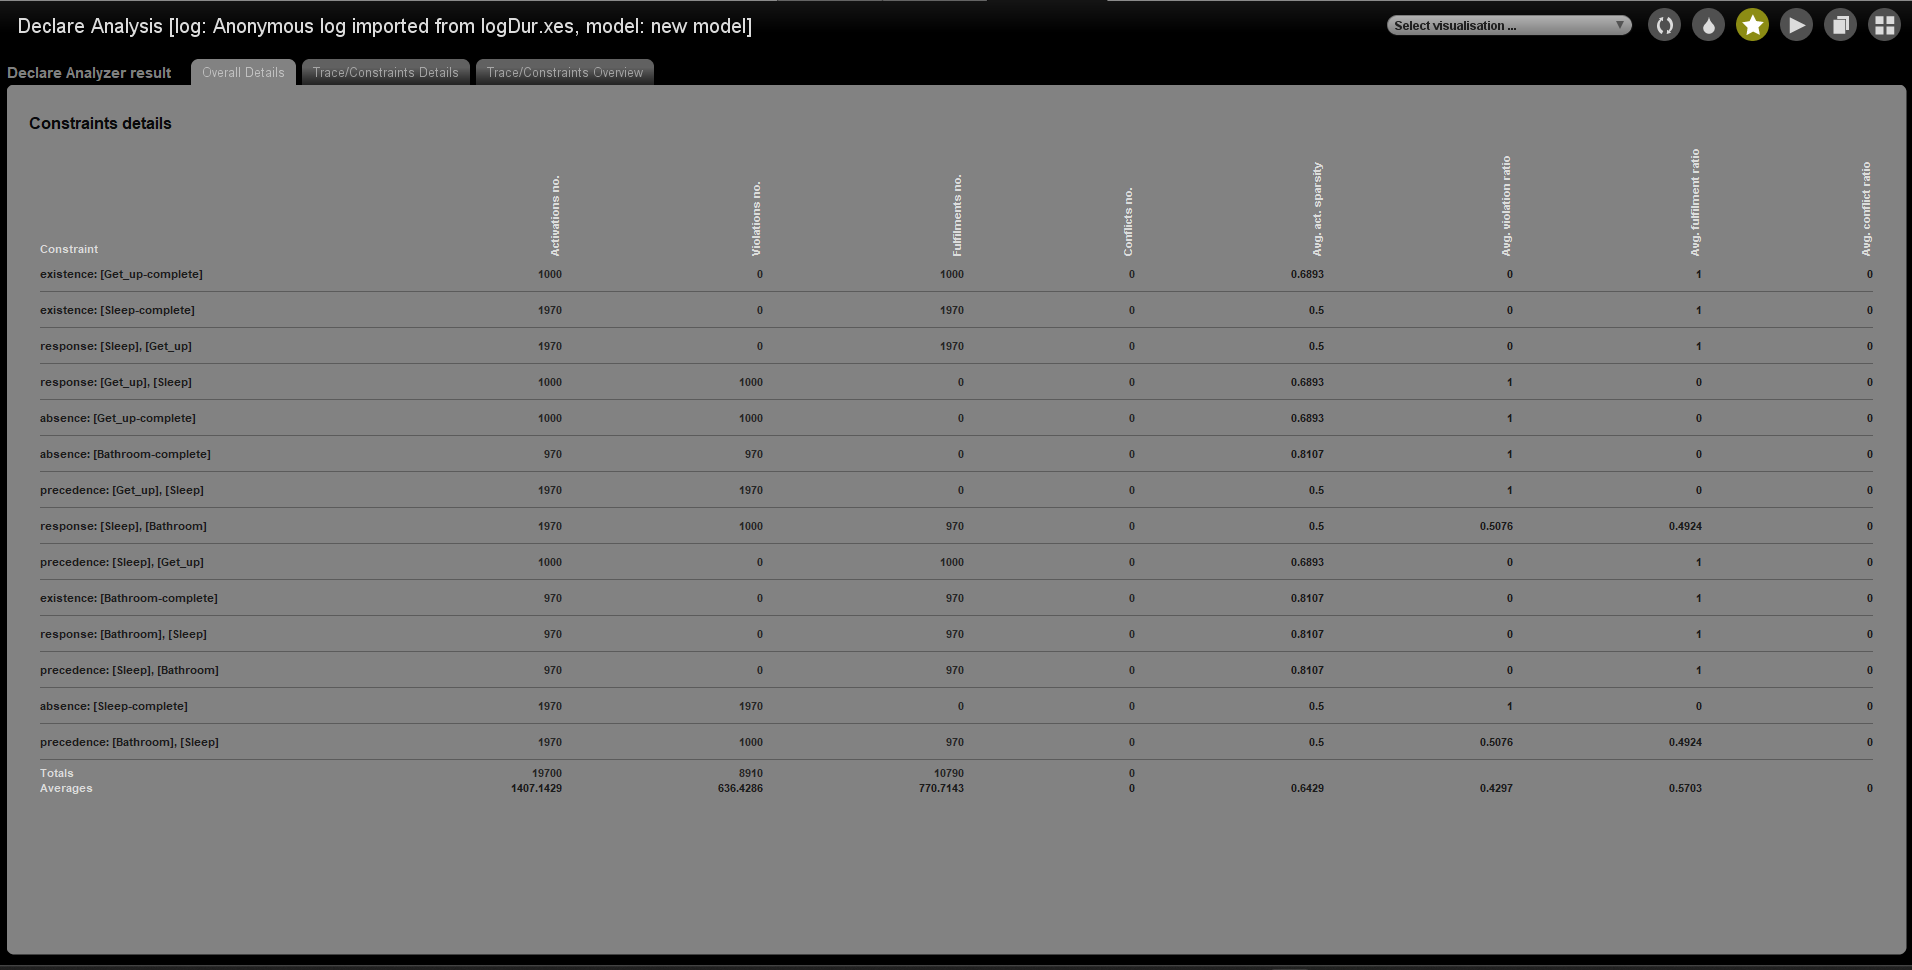 Declare Analysis [log: Anonymous log imported from logDur.xes, model: new model]
Select visualisation ...
Declare Analyzer result
Overall Details
Trace/Constraints Details
Trace/Constraints Overview
Constraints details
Constraint Activations no. Violations no. Fulfilments no. Conflicts no. Avg. act. sparsity Avg. violation ratio Avg. fulfilment ratio Avg. conflict ratio
existence: [Get_up-complete] 1000 0 1000 0 0.6893 0 1 0
existence: [Sleep-complete] 1970 0 1970 0 0.5 0 1 0
response: [Sleep], [Get_up] 1970 0 1970 0 0.5 0 1 0
response: [Get_up], [Sleep] 1000 1000 0 0 0.6893 1 0 0
absence: [Get_up-complete] 1000 1000 0 0 0.6893 1 0 0
absence: [Bathroom-complete] 970 970 0 0 0.8107 1 0 0
precedence: [Get_up], [Sleep] 1970 1970 0 0 0.5 1 0 0
response: [Sleep], [Bathroom] 1970 1000 970 0 0.5 0.5076 0.4924 0
precedence: [Sleep], [Get_up] 1000 0 1000 0 0.6893 0 1 0
existence: [Bathroom-complete] 970 0 970 0 0.8107 0 1 0
response: [Bathroom], [Sleep] 970 0 970 0 0.8107 0 1 0
precedence: [Sleep], [Bathroom] 970 0 970 0 0.8107 0 1 0
absence: [Sleep-complete] 1970 1970 0 0 0.5 1 0 0
precedence: [Bathroom], [Sleep] 1970 1000 970 0 0.5 0.5076 0.4924 0
Totals 19700 8910 10790 0
Averages 1407.1429 636.4286 770.7143 0 0.6429 0.4297 0.5703 0